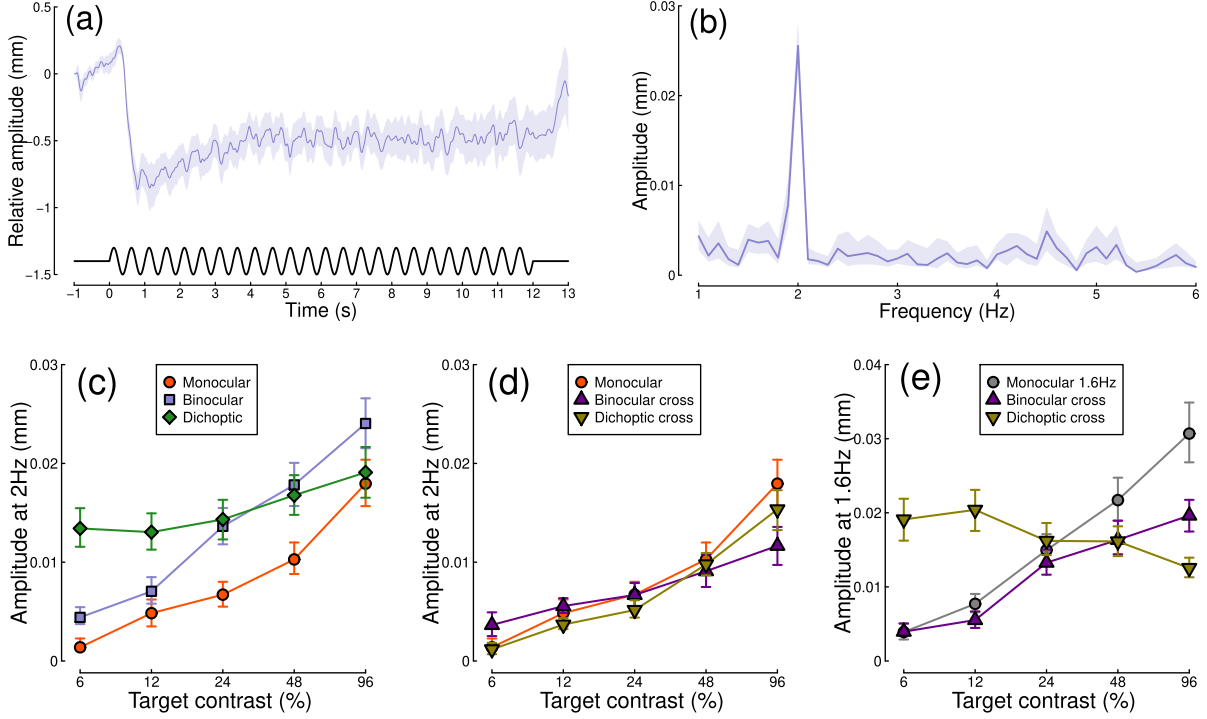 (a)
Relative amplitude (mm)
0.5
0
−0.5
−1
−1.5
−1 0 1 2 3 4 5 6 7 8 9 10 11 12 13
Time (s)
(b)
Amplitude (mm)
0.03
0.02
0.01
0
1 2 3 4 5 6
Frequency (Hz)
(c)
Monocular
Binocular
Dichoptic
Amplitude at 2Hz (mm)
0.03
0.02
0.01
0
6 12 24 48 96
Target contrast (%)
(d)
Monocular
Binocular cross
Dichoptic cross
Amplitude at 2Hz (mm)
0.03
0.02
0.01
0
6 12 24 48 96
Target contrast (%)
(e)
Monocular 1.6Hz
Binocular cross
Dichoptic cross
Amplitude at 1.6Hz (mm)
0.04
0.03
0.02
0.01
0
6 12 24 48 96
Target contrast (%)